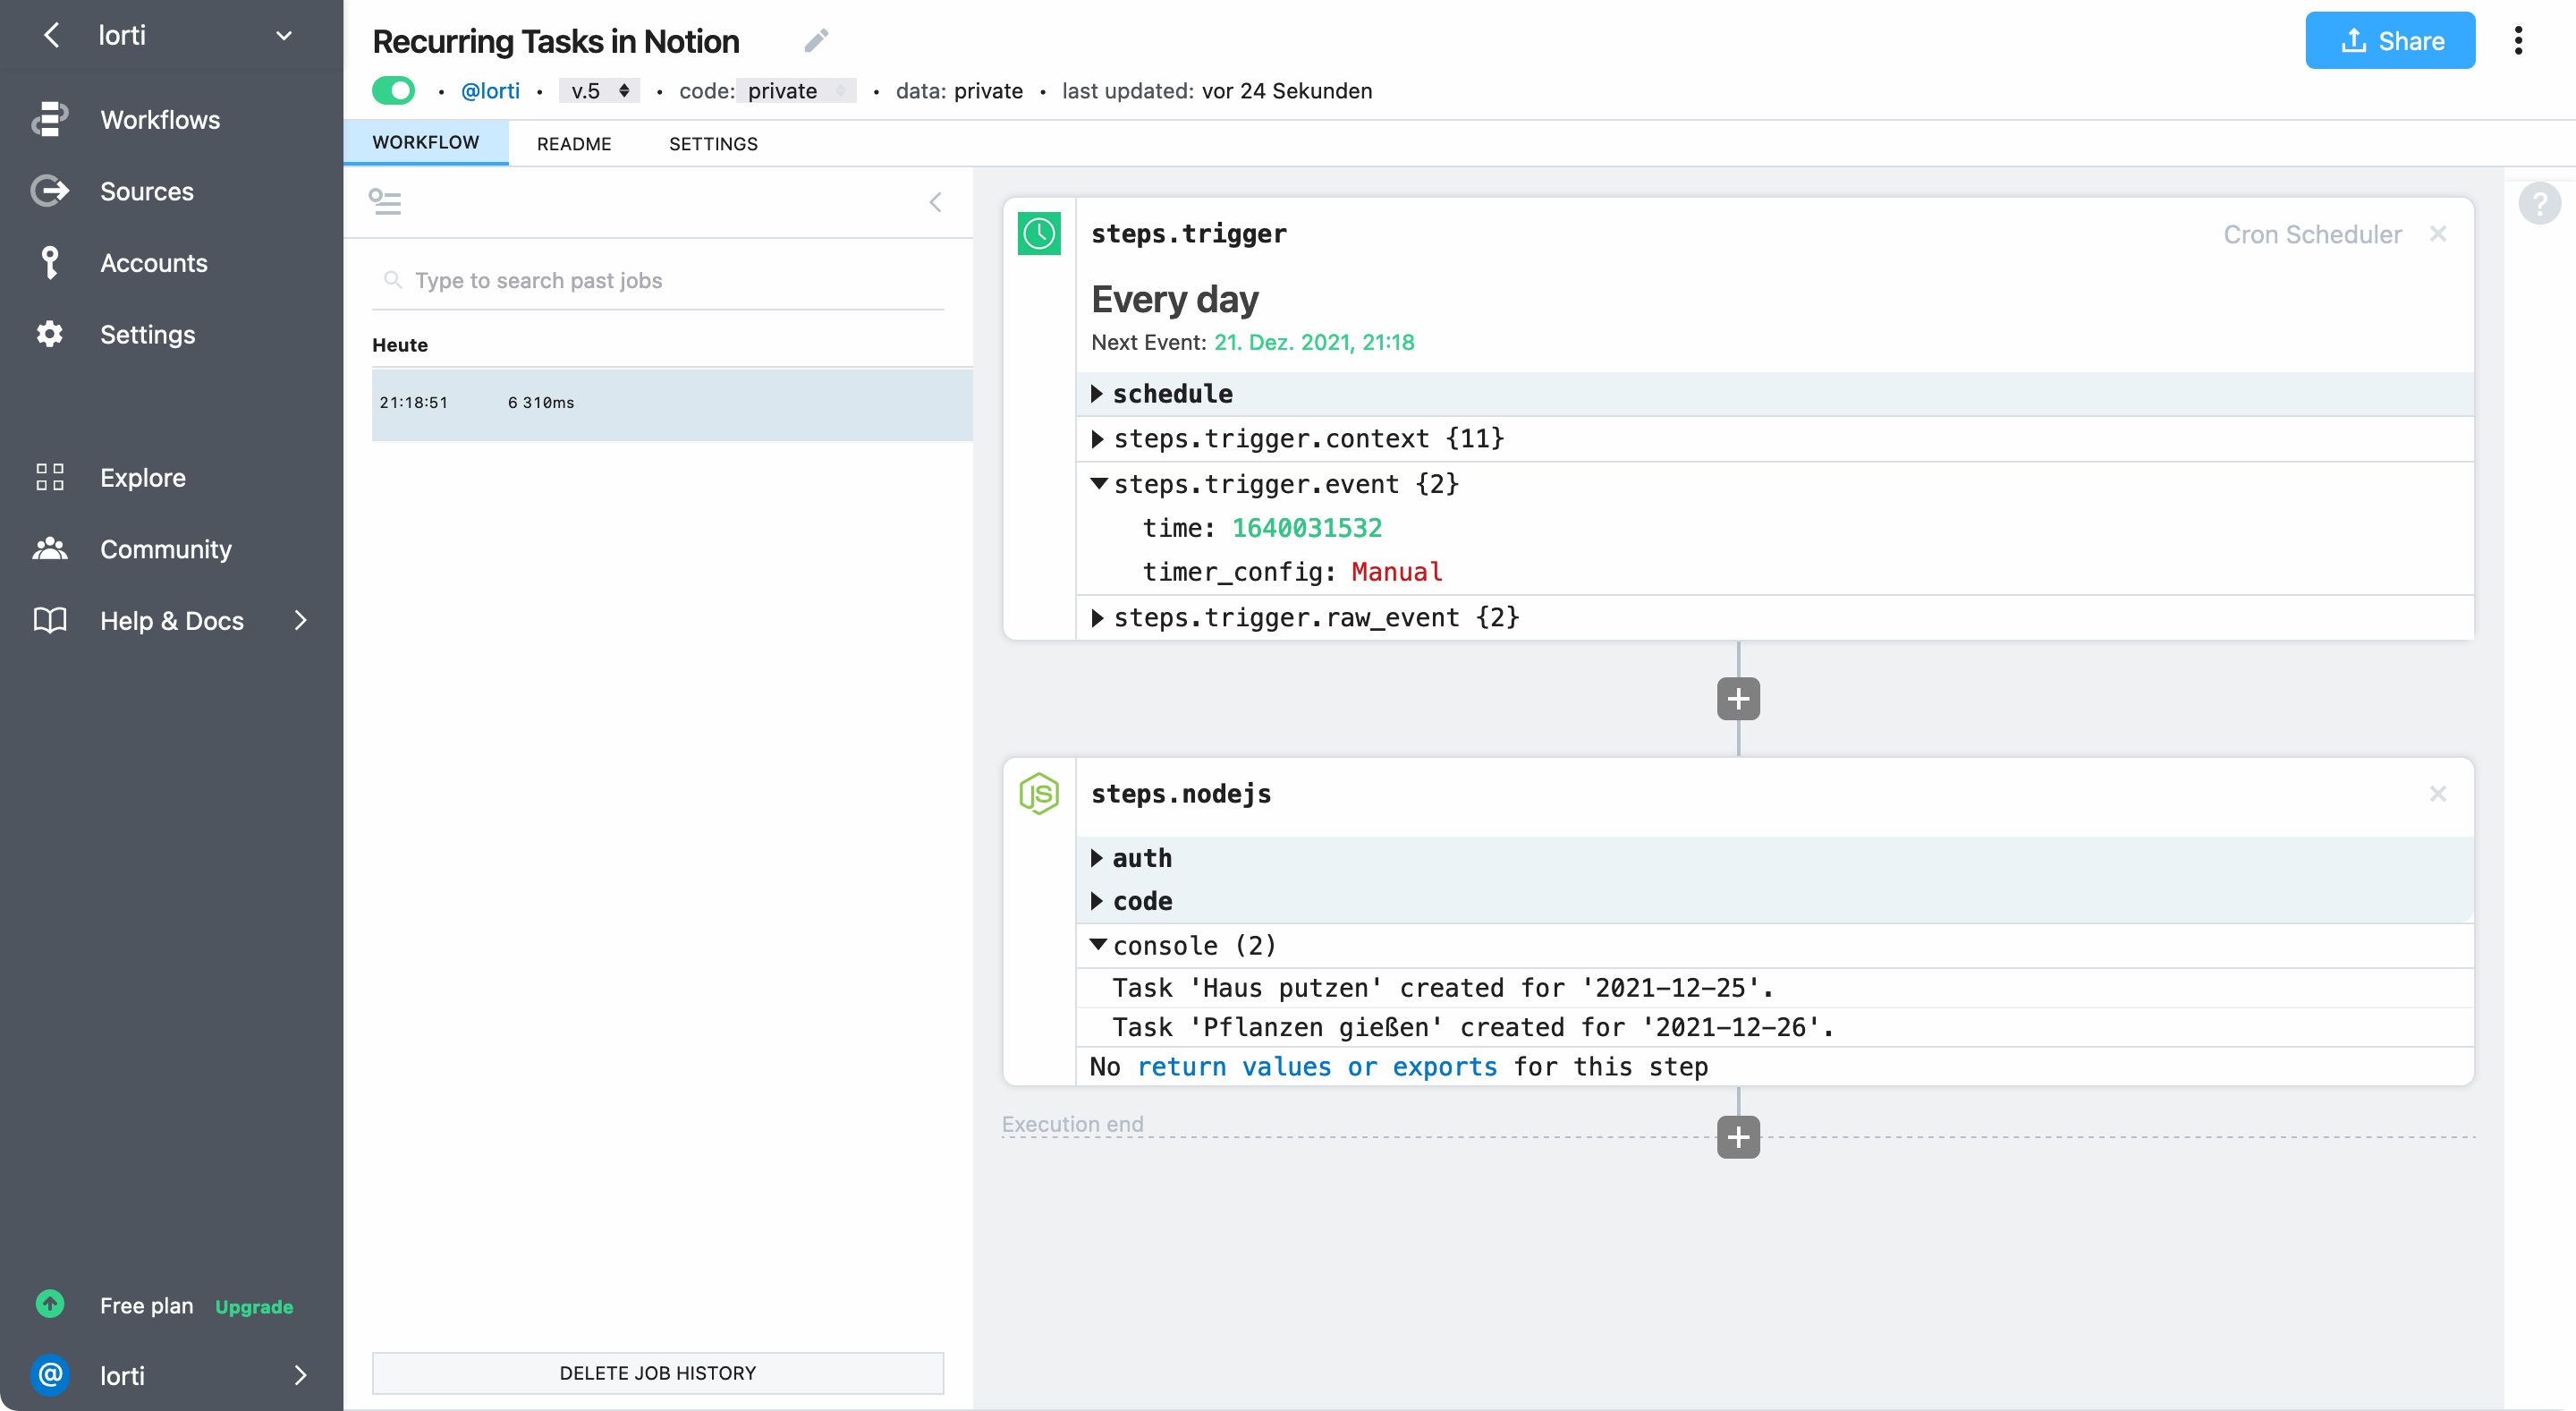 lorti
Workflows
Sources
Accounts
Settings
Explore
Community
Help & Docs
Free plan Upgrade
@ lorti
Recurring Tasks in Notion
Share
• @lorti • v.5 • code: private • data: private • last updated: vor 24 Sekunden
WORKFLOW README SETTINGS
Type to search past jobs
Heute
21:18:51 6 310ms
DELETE JOB HISTORY
steps.trigger
Cron Scheduler ×
?
Every day
Next Event: 21. Dez. 2021, 21:18
schedule
steps.trigger.context {11}
steps.trigger.event {2}
time: 1640031532
timer_config: Manual
steps.trigger.raw_event {2}
+
JS steps.nodejs ×
auth
code
console (2)
Task 'Haus putzen' created for '2021-12-25'.
Task 'Pflanzen gießen' created for '2021-12-26'.
No return values or exports for this step
Execution end
+